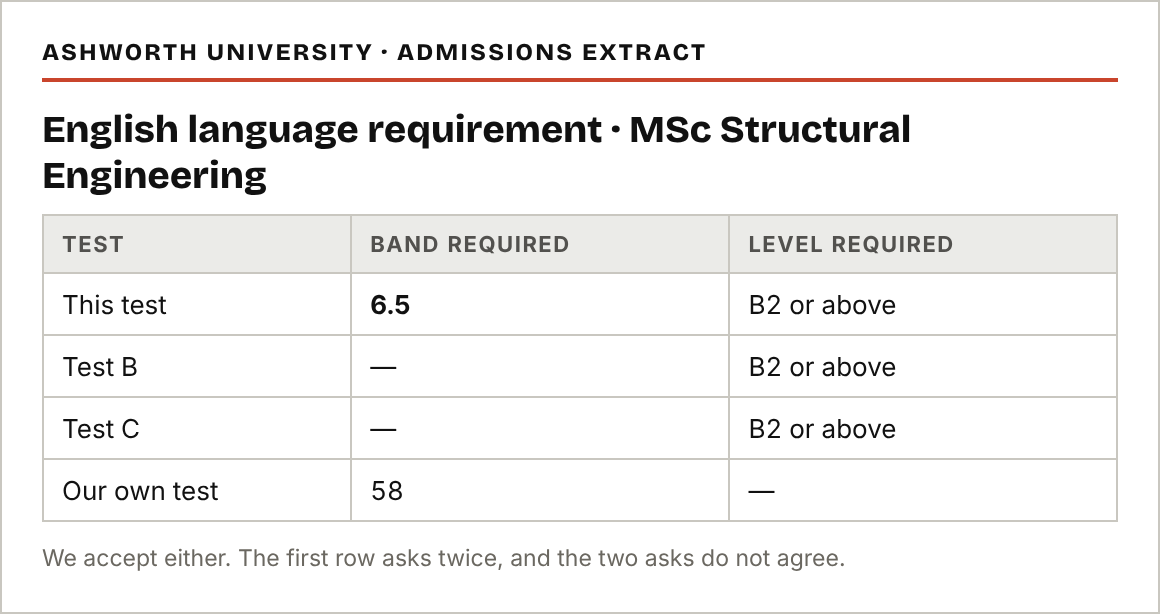 ASHWORTH UNIVERSITY · ADMISSIONS EXTRACT
English language requirement · MSc Structural
Engineering
TEST BAND REQUIRED LEVEL REQUIRED
This test 6.5 B2 or above
Test B — B2 or above
Test C — B2 or above
Our own test 58 —
We accept either. The first row asks twice, and the two asks do not agree.